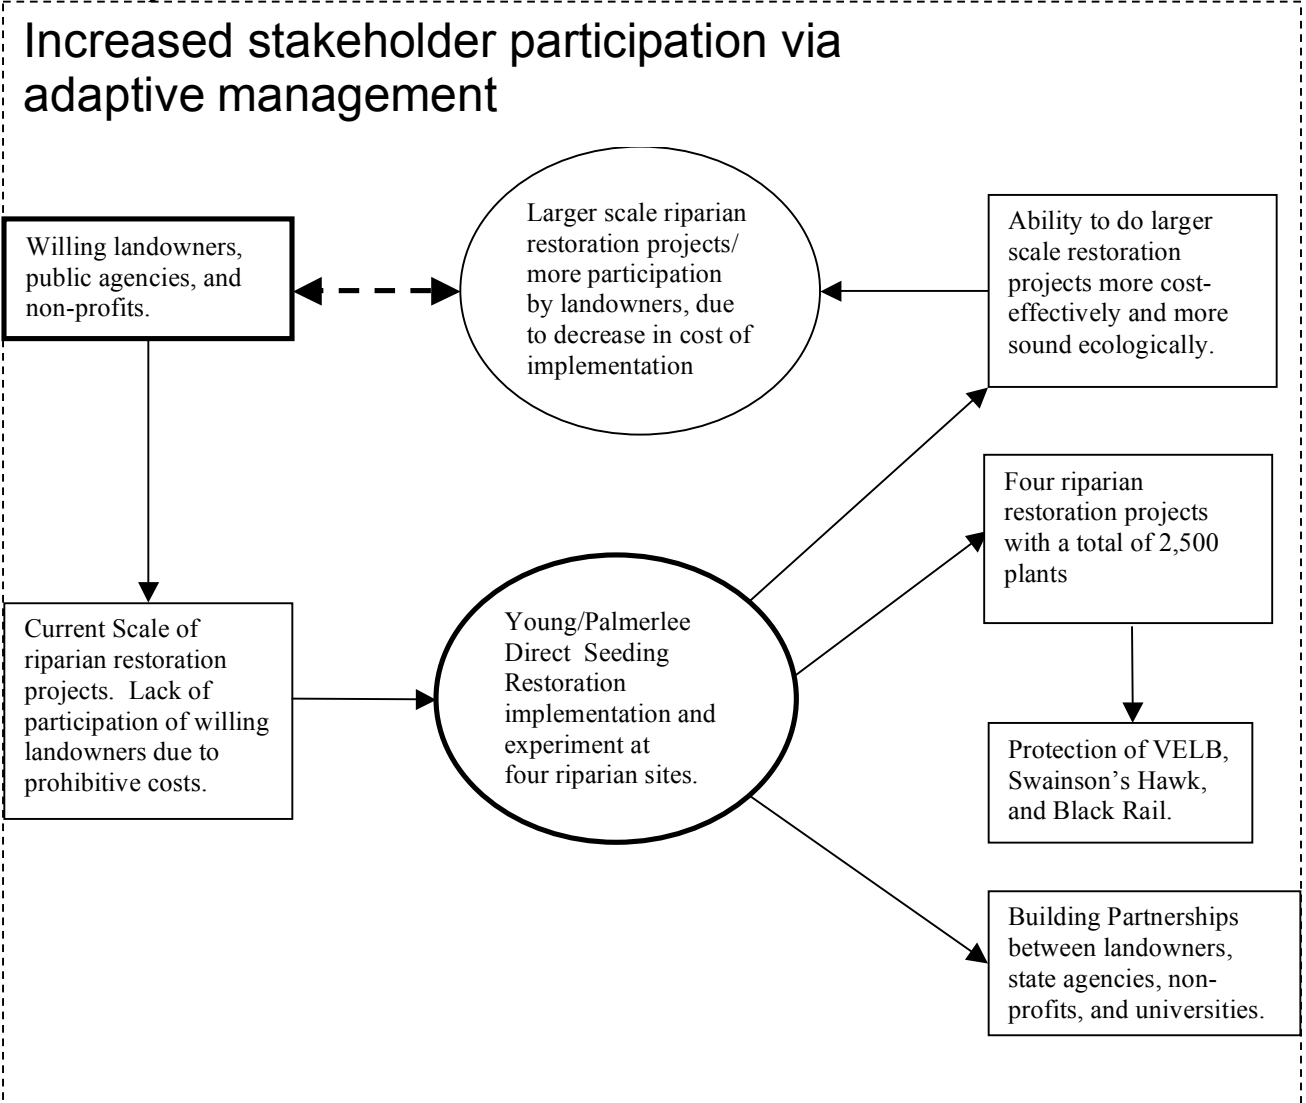 Increased stakeholder participation via
adaptive management
Willing landowners,
public agencies, and
non-profits.
Larger scale riparian
restoration projects/
more participation
by landowners, due
to decrease in cost of
implementation
Ability to do larger
scale restoration
projects more cost-
effectively and more
sound ecologically.
Four riparian
restoration projects
with a total of 2,500
plants
Current Scale of
riparian restoration
projects.  Lack of
participation of willing
landowners due to
prohibitive costs.
Young/Palmerlee
Direct  Seeding
Restoration
implementation and
experiment at
four riparian sites.
Protection of VELB,
Swainson’s Hawk,
and Black Rail.
Building Partnerships
between landowners,
state agencies, non-
profits, and universities.